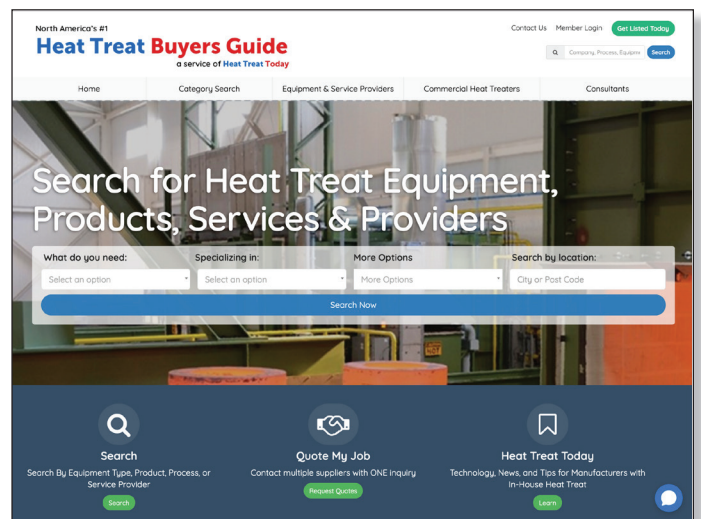 North America's #1
Contact Us Member Login Get Listed Today
Heat Treat Buyers Guide
a service of Heat Treat Today
Company, Process, Equipme Search
Home Category Search Equipment & Service Providers Commercial Heat Treaters Consultants
Search for Heat Treat Equipment,
Products, Services & Providers
What do you need: Specializing in: More Options Search by location:
Select an option Select an option More Options City or Post Code
Search Now
HOT
Search Quote My Job Heat Treat Today
Search By Equipment Type, Product, Process, or
Service Provider
Contact multiple suppliers with ONE inquiry
Technology, News, and Tips for Manufacturers with
In-House Heat Treat
Search Request Quotes Learn